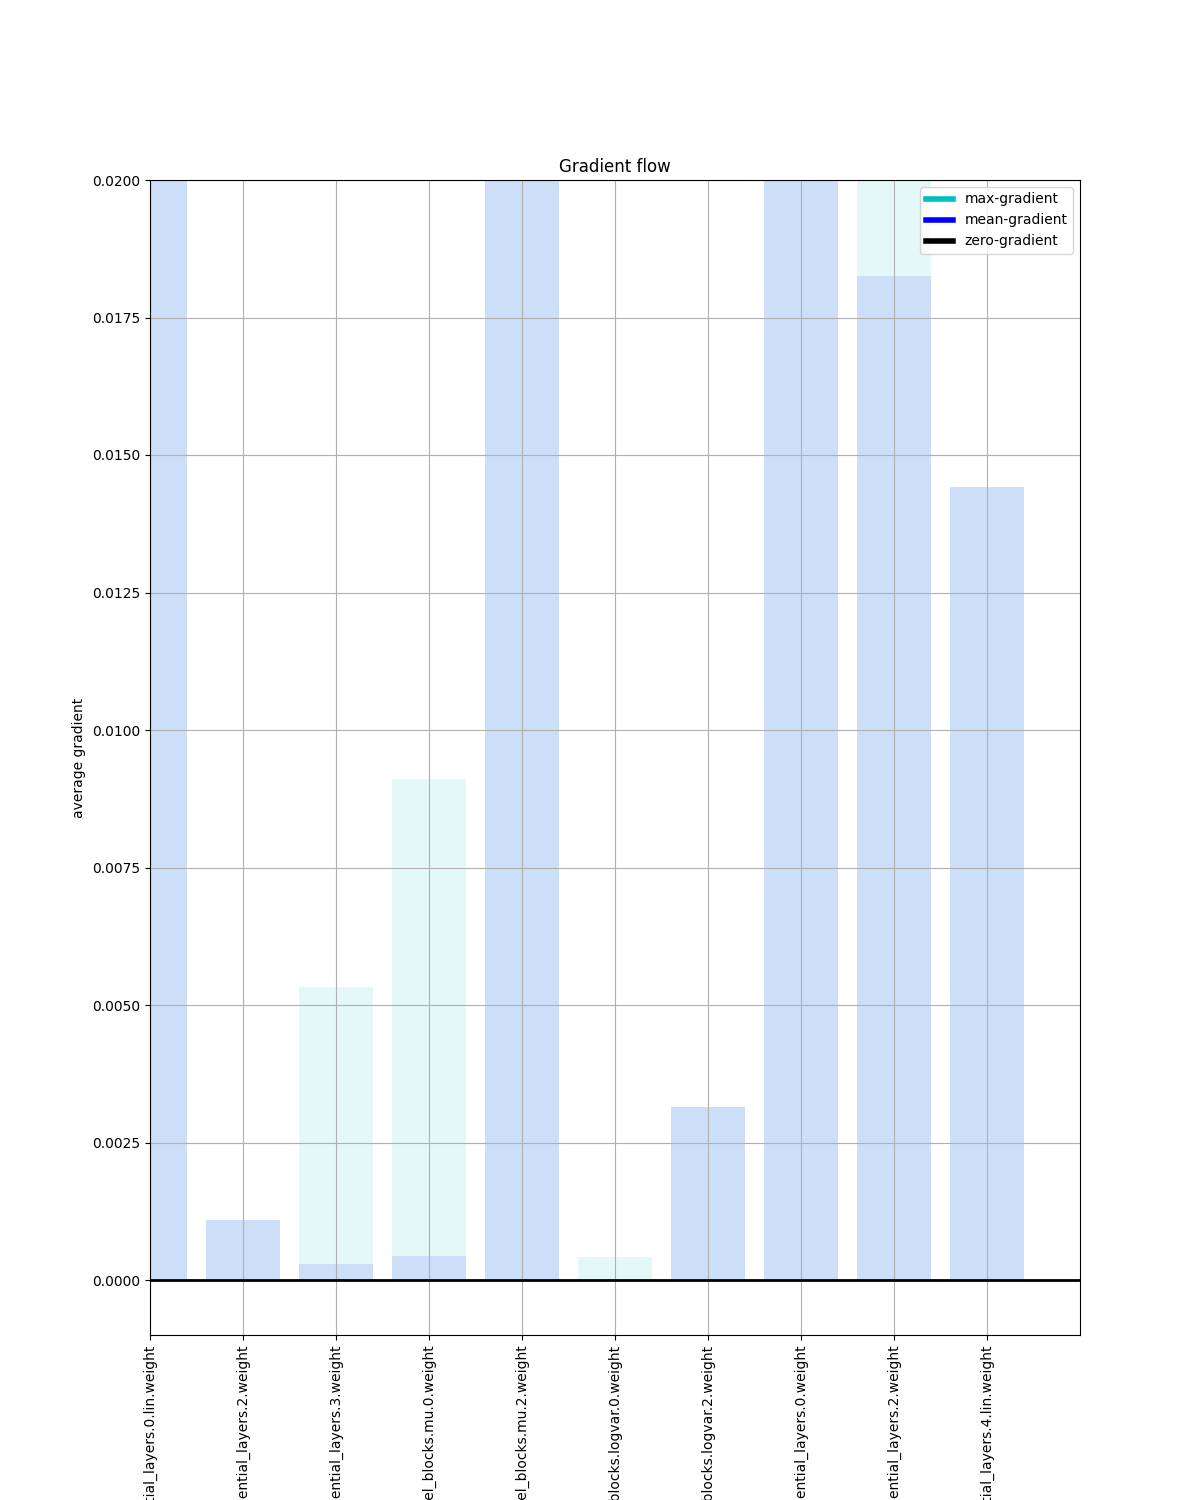 Gradient flow
max-gradient
mean-gradient
zero-gradient
0.0200
0.0175
0.0150
0.0125
0.0100
0.0075
0.0050
0.0025
0.0000
average gradient
tial_layers.0.lin.weight
ential_layers.2.weight
ential_layers.3.weight
el_blocks.mu.0.weight
el_blocks.mu.2.weight
blocks.logvar.0.weight
blocks.logvar.2.weight
ential_layers.0.weight
ential_layers.2.weight
tial_layers.4.lin.weight